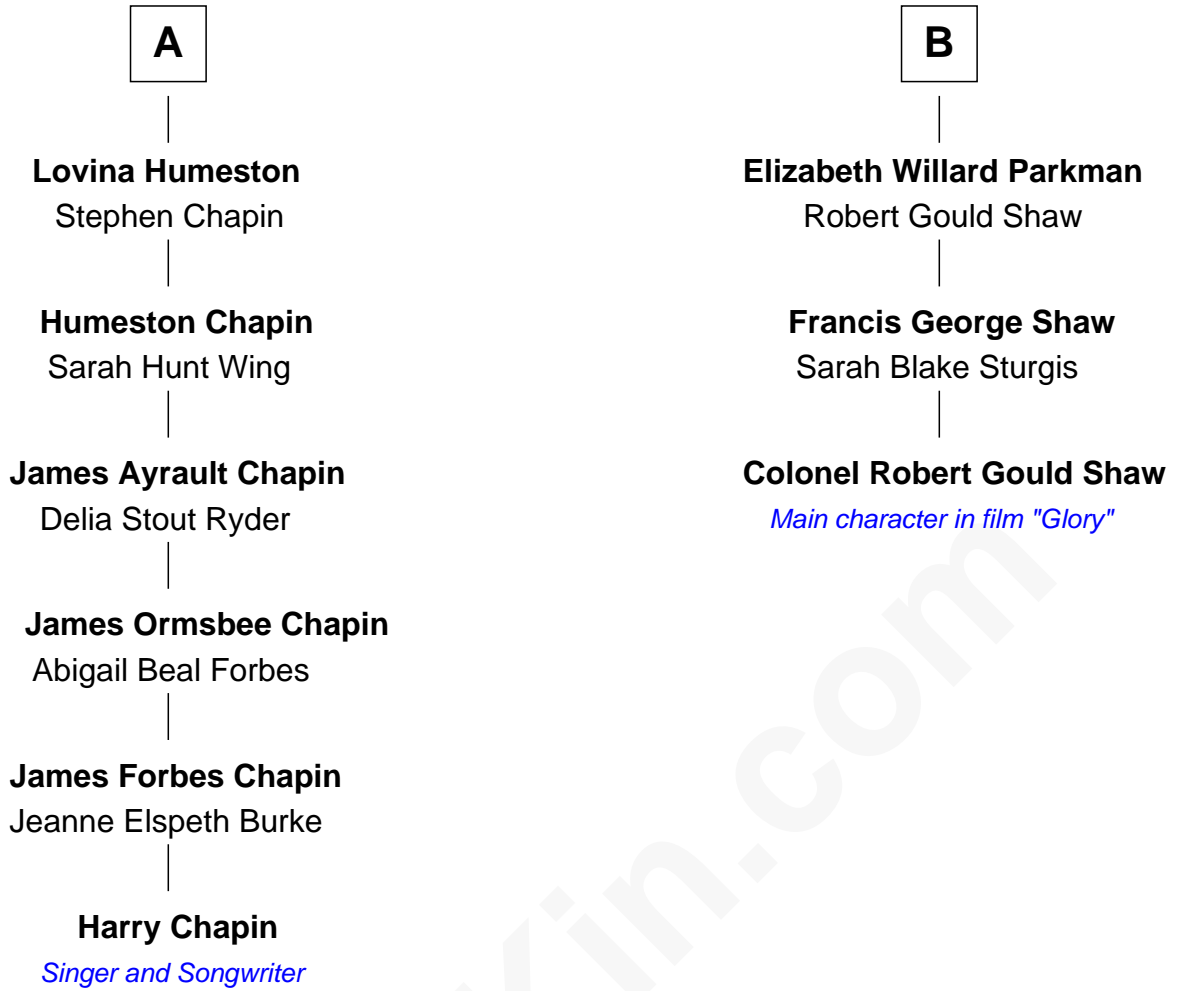 A
B
Lovina Humeston
Stephen Chapin
Elizabeth Willard Parkman
Robert Gould Shaw
Humeston Chapin
Sarah Hunt Wing
Francis George Shaw
Sarah Blake Sturgis
James Ayrault Chapin
Delia Stout Ryder
Colonel Robert Gould Shaw
Main character in film "Glory"
James Ormsbee Chapin
Abigail Beal Forbes
James Forbes Chapin
Jeanne Elspeth Burke
Harry Chapin
Singer and Songwriter